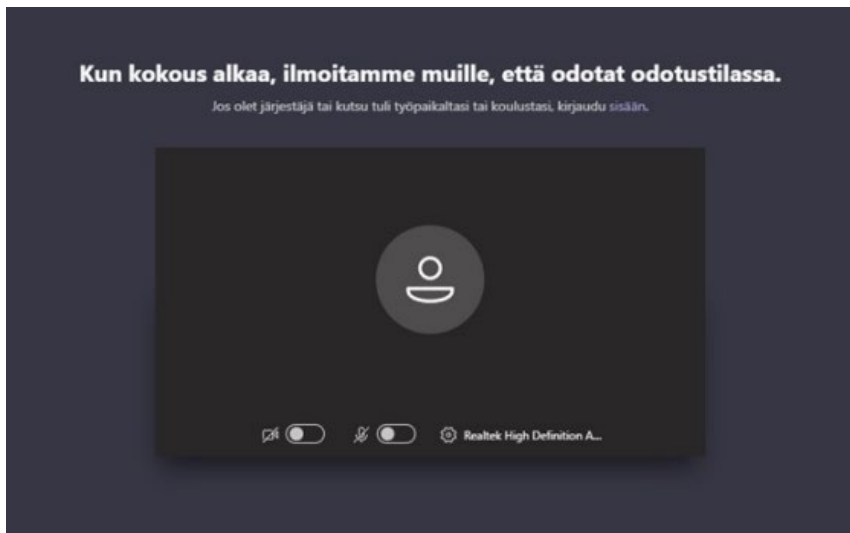 Kun kokous alkaa, ilmoitamme muille, että odotat odotustilassa.
Jos olet järjestäjä tai kutsu tuli työpaikaltasi tai koulustasi, kirjaudu sisään.
Realtek High Definition A...